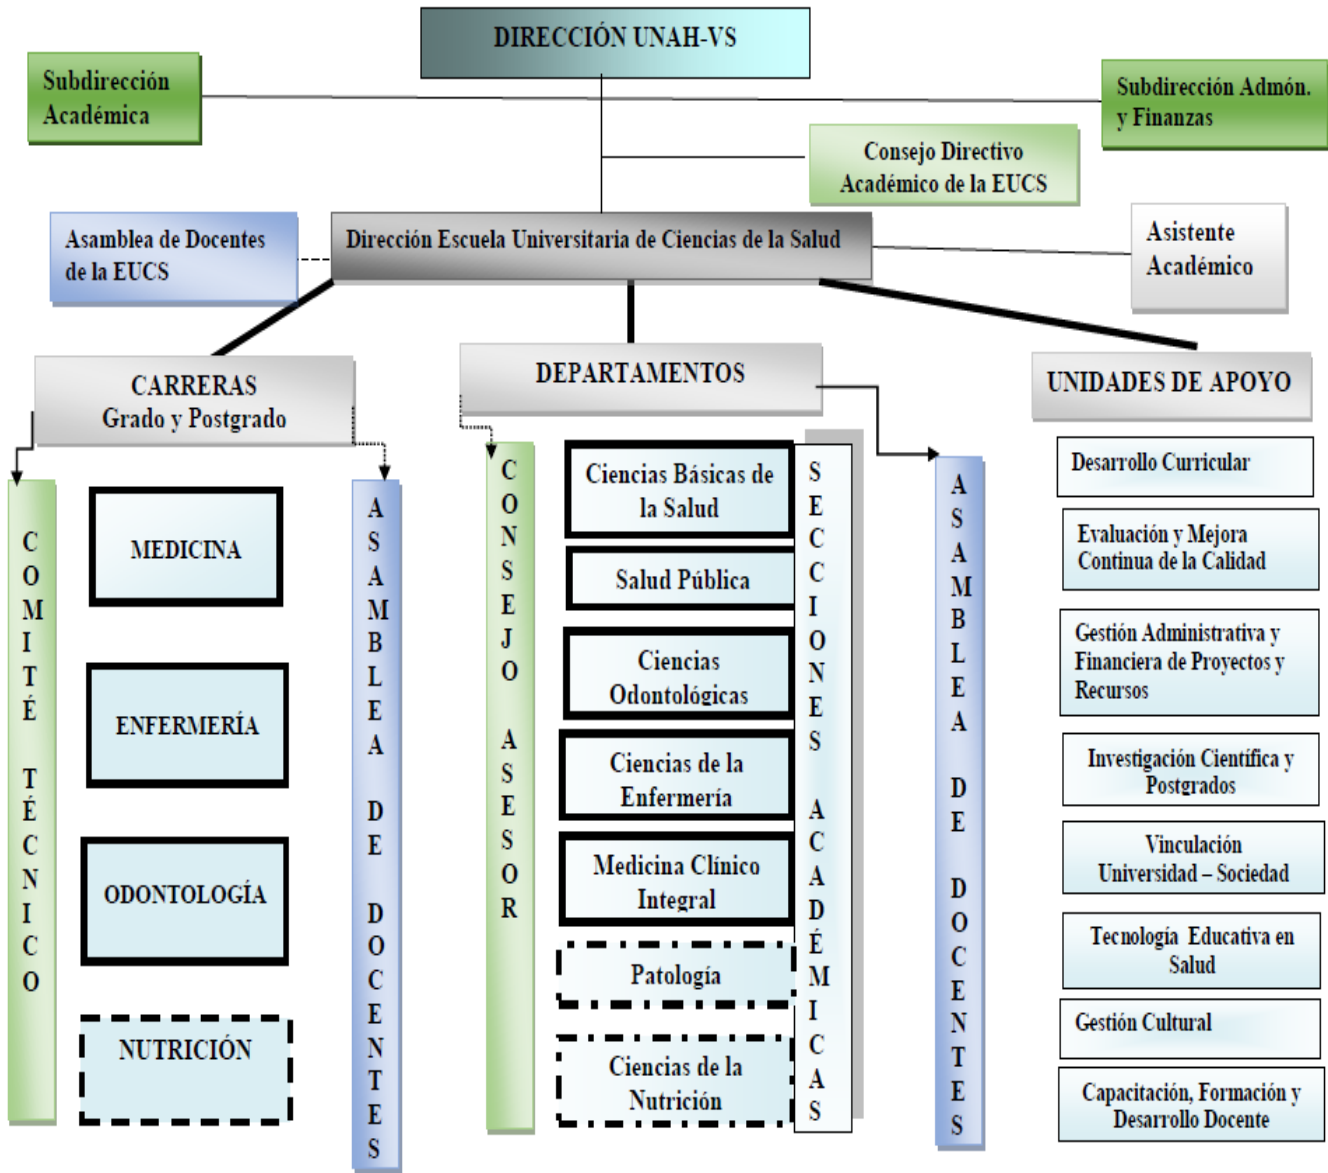 DIRECCIÓN UNAH-VS
Subdirección
Académica
Subdirección Admón.
y Finanzas
Consejo Directivo
Académico de la EUCS
Asamblea de Docentes
de la EUCS
Dirección Escuela Universitaria de Ciencias de la Salud
Asistente
Académico
CARRERAS
Grado y Postgrado
DEPARTAMENTOS
UNIDADES DE APOYO
COMITÉ TÉCNICO
MEDICINA
ENFERMERÍA
ODONTOLOGÍA
NUTRICIÓN
ASAMBLEA DE DOCENTES
CONSEJO ASESOR
Ciencias Básicas de
la Salud
Salud Pública
Ciencias
Odontológicas
Ciencias de la
Enfermería
Medicina Clínico
Integral
Patología
Ciencias de la
Nutrición
SECCIONES ACADÉMICAS
ASAMBLEA DE DOCENTES
Desarrollo Curricular
Evaluación y Mejora
Continua de la Calidad
Gestión Administrativa y
Financiera de Proyectos y
Recursos
Investigación Científica y
Postgrados
Vinculación
Universidad – Sociedad
Tecnología Educativa en
Salud
Gestión Cultural
Capacitación, Formación y
Desarrollo Docente